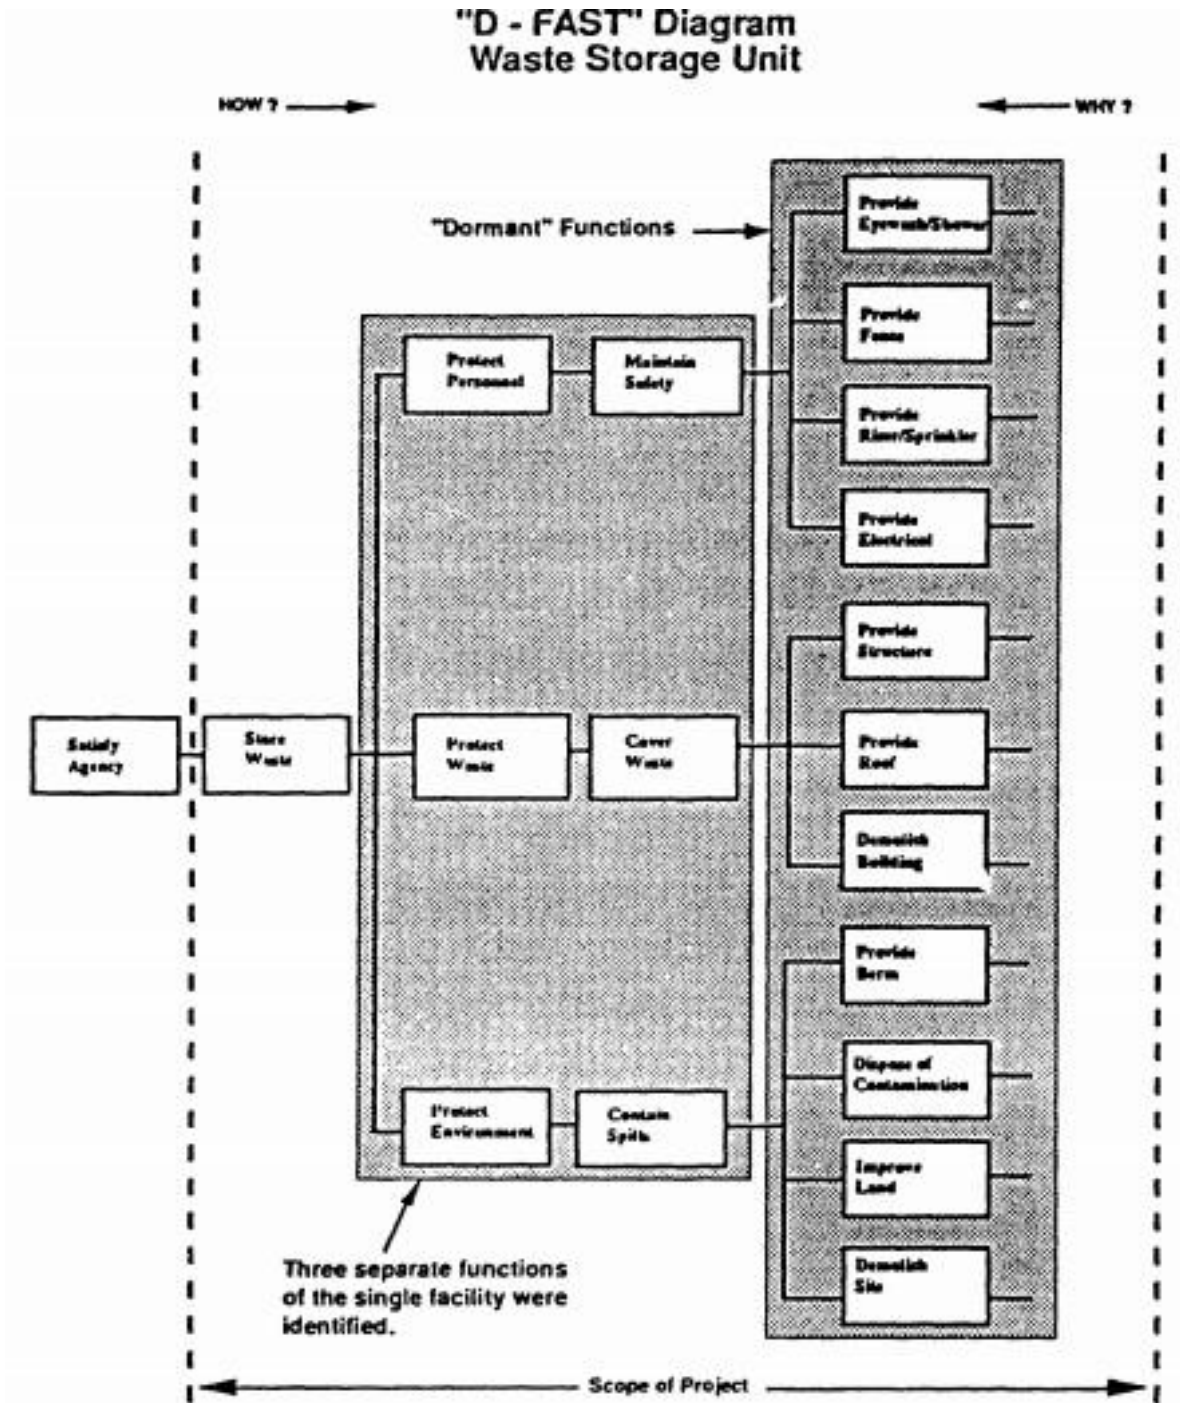 "D - FAST" Diagram
Waste Storage Unit
HOW ?
WHY ?
"Dormant" Functions
Provide
Eyewash/Shower
Provide
Fence
Protect
Personnel
Maintain
Safety
Provide
Riser/Sprinkler
Provide
Electrical
Provide
Structure
Satisfy
Agency
Store
Waste
Protect
Waste
Cover
Waste
Provide
Roof
Demolish
Building
Provide
Berm
Dispose of
Contamination
Protect
Environment
Contain
Spills
Improve
Land
Demolish
Site
Three separate functions
of the single facility were
identified.
Scope of Project